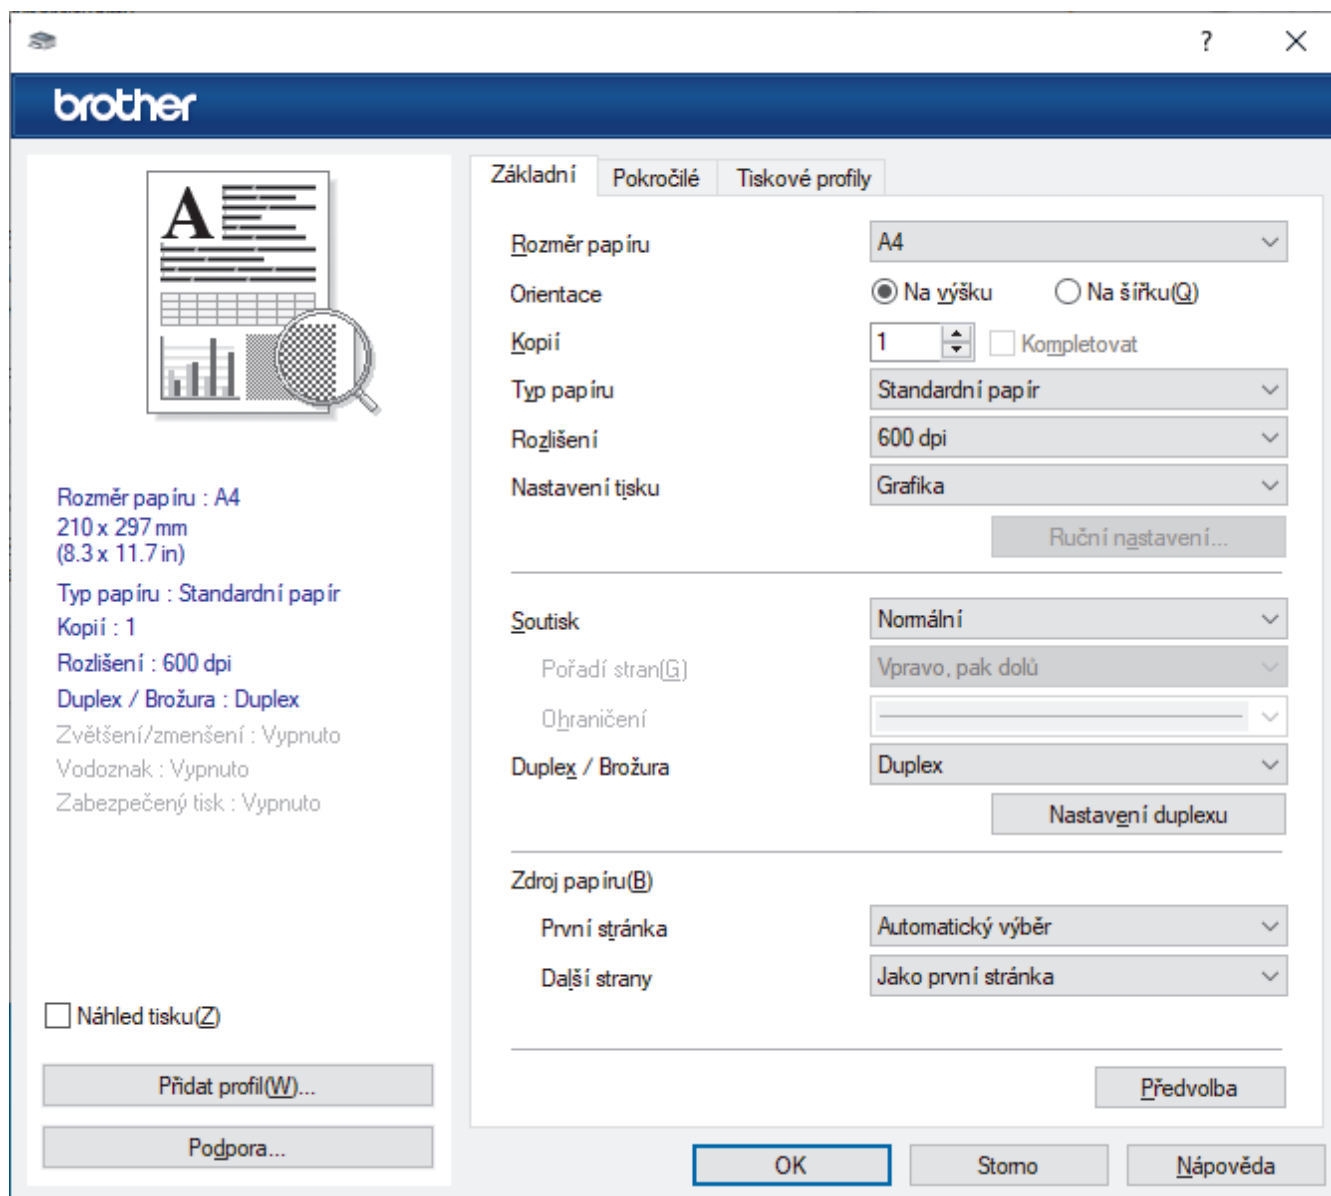 ?
brother
A
Rozměr papíru : A4
210 x 297 mm
(8.3 x 11.7 in)
Typ papíru : Standardní papír
Kopií : 1
Rozlišení : 600 dpi
Duplex / Brožura : Duplex
Zvětšení/zmenšení : Vypnuto
Vodoznak : Vypnuto
Zabezpečený tisk : Vypnuto
Náhled tisku(Z)
Přidat profil(W)...
Podpora...
Základní Pokročilé Tiskové profily
Rozměr papíru A4
Orientace Na výšku Na šířku(Q)
Kopií 1 Kompletovat
Typ papíru Standardní papír
Rozlišení 600 dpi
Nastavení tisku Grafika
Ruční nastavení...
Soutisk Normální
Pořadí stran(G) Vpravo, pak dolů
Ohraničení
Duplex / Brožura Duplex
Nastavení duplexu
Zdroj papíru(B)
První stránka Automatický výběr
Další strany Jako první stránka
Předvolba
OK Storno Nápověda